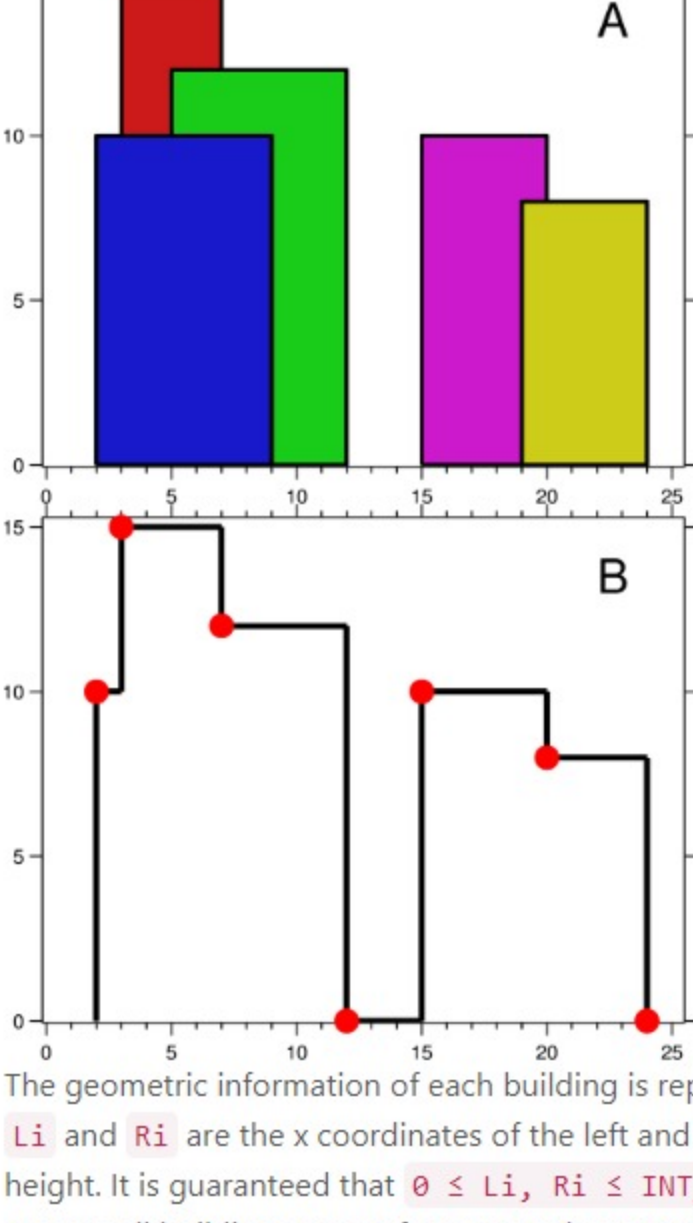 A
10
5
0
0 5 10 15 20 25
15
B
10
5
0
0 5 10 15 20 25
The geometric information of each building is rep
Li and Ri are the x coordinates of the left and
height. It is guaranteed that 0 ≤ Li, Ri ≤ INT